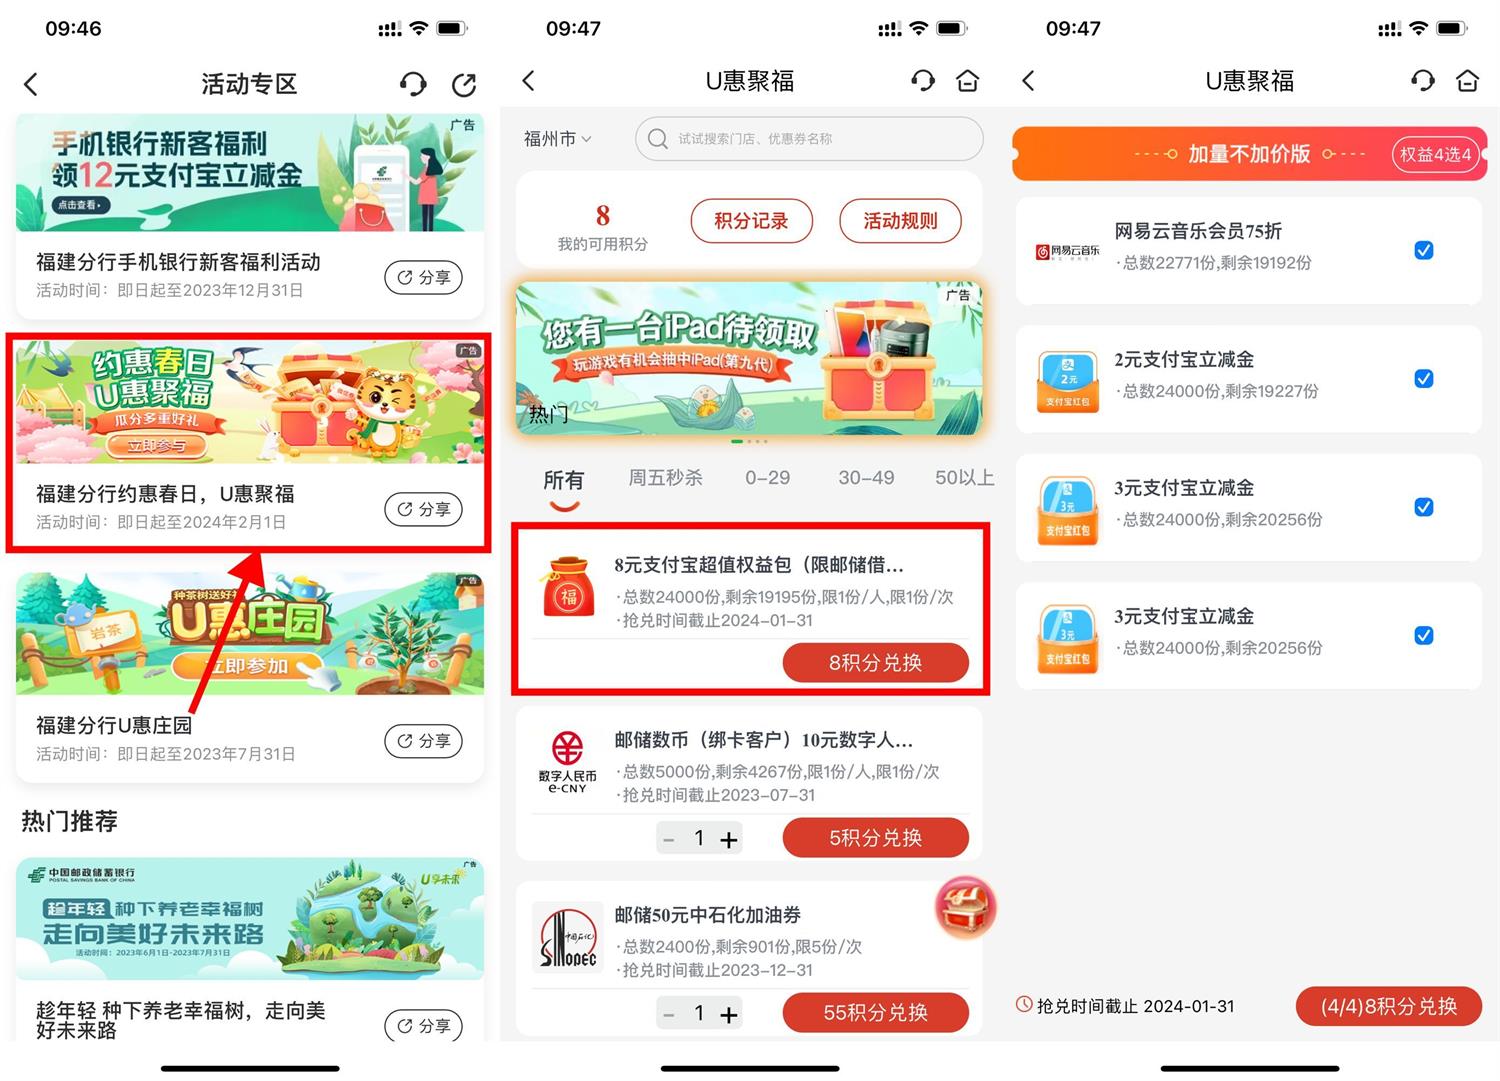 09:46
活动专区
广告
手机银行新客福利
领12元支付宝立减金
点击查看
福建分行手机银行新客福利活动
活动时间：即日起至2023年12月31日
分享
广告
约惠春日
U惠聚福
瓜分多重好礼
立即参与
福建分行约惠春日，U惠聚福
活动时间：即日起至2024年2月1日
分享
广告
种茶树送好礼
U惠庄园
岩茶
立即参加
福建分行U惠庄园
活动时间：即日起至2023年7月31日
分享
热门推荐
广告
中国邮政储蓄银行
POSTAL SAVINGS BANK OF CHINA
U享未来
趁年轻 种下养老幸福树
走向美好未来路
活动时间：2023年6月1日-2023年7月31日
趁年轻 种下养老幸福树，走向美
好未来路
分享
09:47
U惠聚福
福州市
试试搜索门店、优惠券名称
8
我的可用积分
积分记录
活动规则
广告
您有一台iPad待领取
玩游戏有机会抽中iPad(第九代)
热门
所有
周五秒杀
0-29
30-49
50以上
福
8元支付宝超值权益包（限邮储借...
·总数24000份,剩余19195份,限1份/人,限1份/次
·抢兑时间截止2024-01-31
8积分兑换
数字人民币
e-CNY
邮储数币（绑卡客户）10元数字人...
·总数5000份,剩余4267份,限1份/人,限1份/次
·抢兑时间截止2023-07-31
- 1 +
5积分兑换
中国石化
SINOPEC
邮储50元中石化加油券
·总数2400份,剩余901份,限5份/次
·抢兑时间截止2023-12-31
- 1 +
55积分兑换
09:47
U惠聚福
加量不加价版
权益4选4
网易云音乐
网易云音乐会员75折
·总数22771份,剩余19192份
2元
支付宝红包
2元支付宝立减金
·总数24000份,剩余19227份
3元
支付宝红包
3元支付宝立减金
·总数24000份,剩余20256份
3元
支付宝红包
3元支付宝立减金
·总数24000份,剩余20256份
抢兑时间截止 2024-01-31
(4/4)8积分兑换